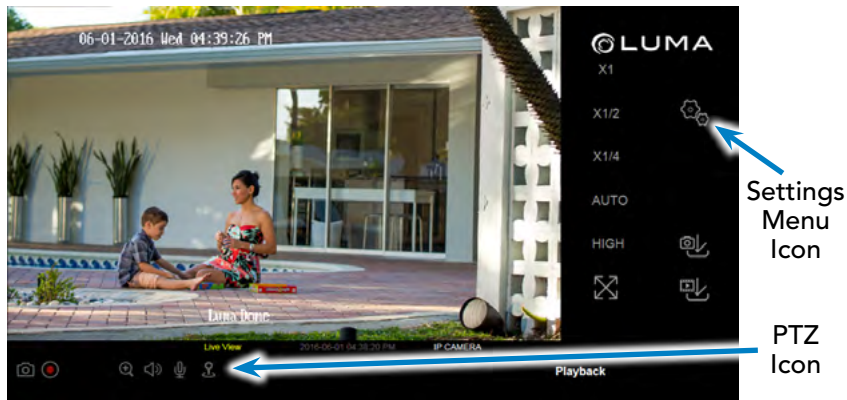 06-01-2016 Wed 04:39:26 PM
LUMA
X1
X1/2
X1/4
AUTO
HIGH
Settings
Menu
Icon
Luma Dome
Live View
2016-06-01 04:38:20 PM
IP CAMERA
Playback
PTZ
Icon